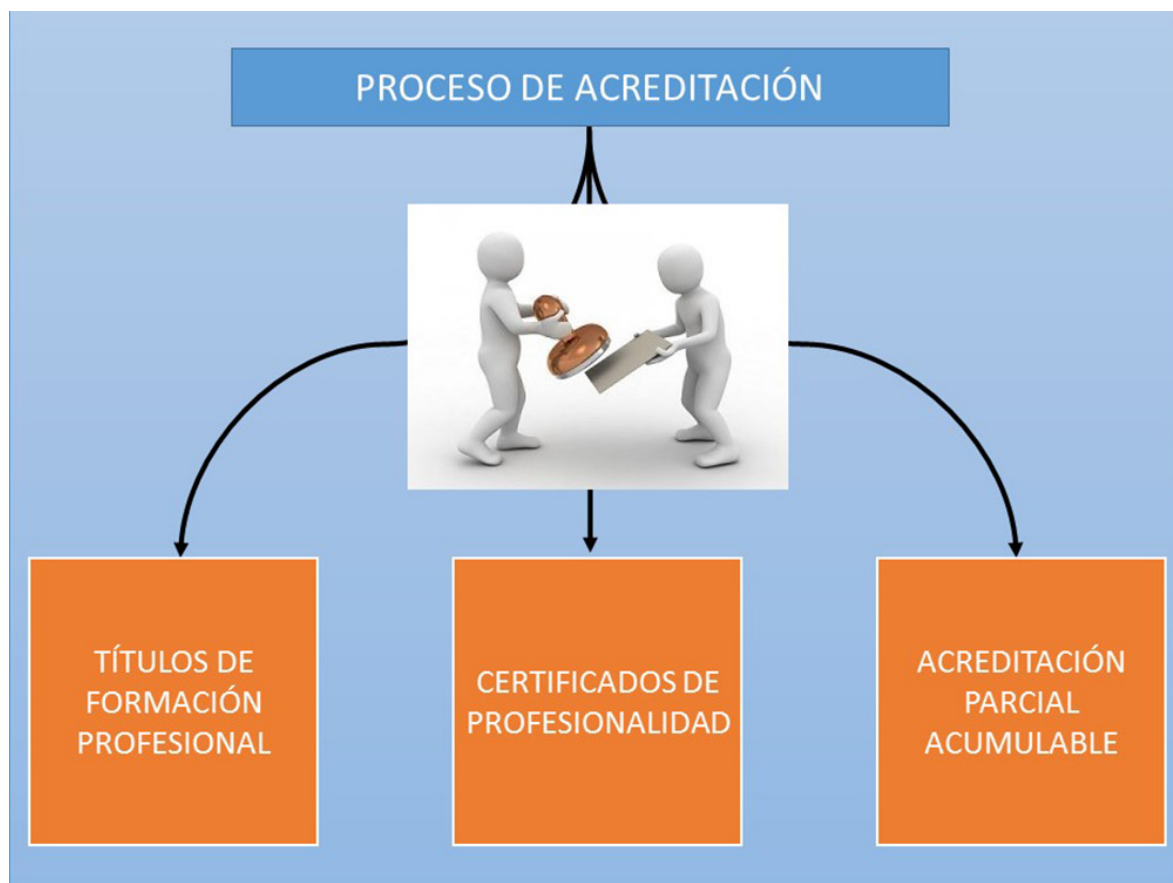 PROCESO DE ACREDITACIÓN
TÍTULOS DE
FORMACIÓN
PROFESIONAL
CERTIFICADOS DE
PROFESIONALIDAD
ACREDITACIÓN
PARCIAL
ACUMULABLE